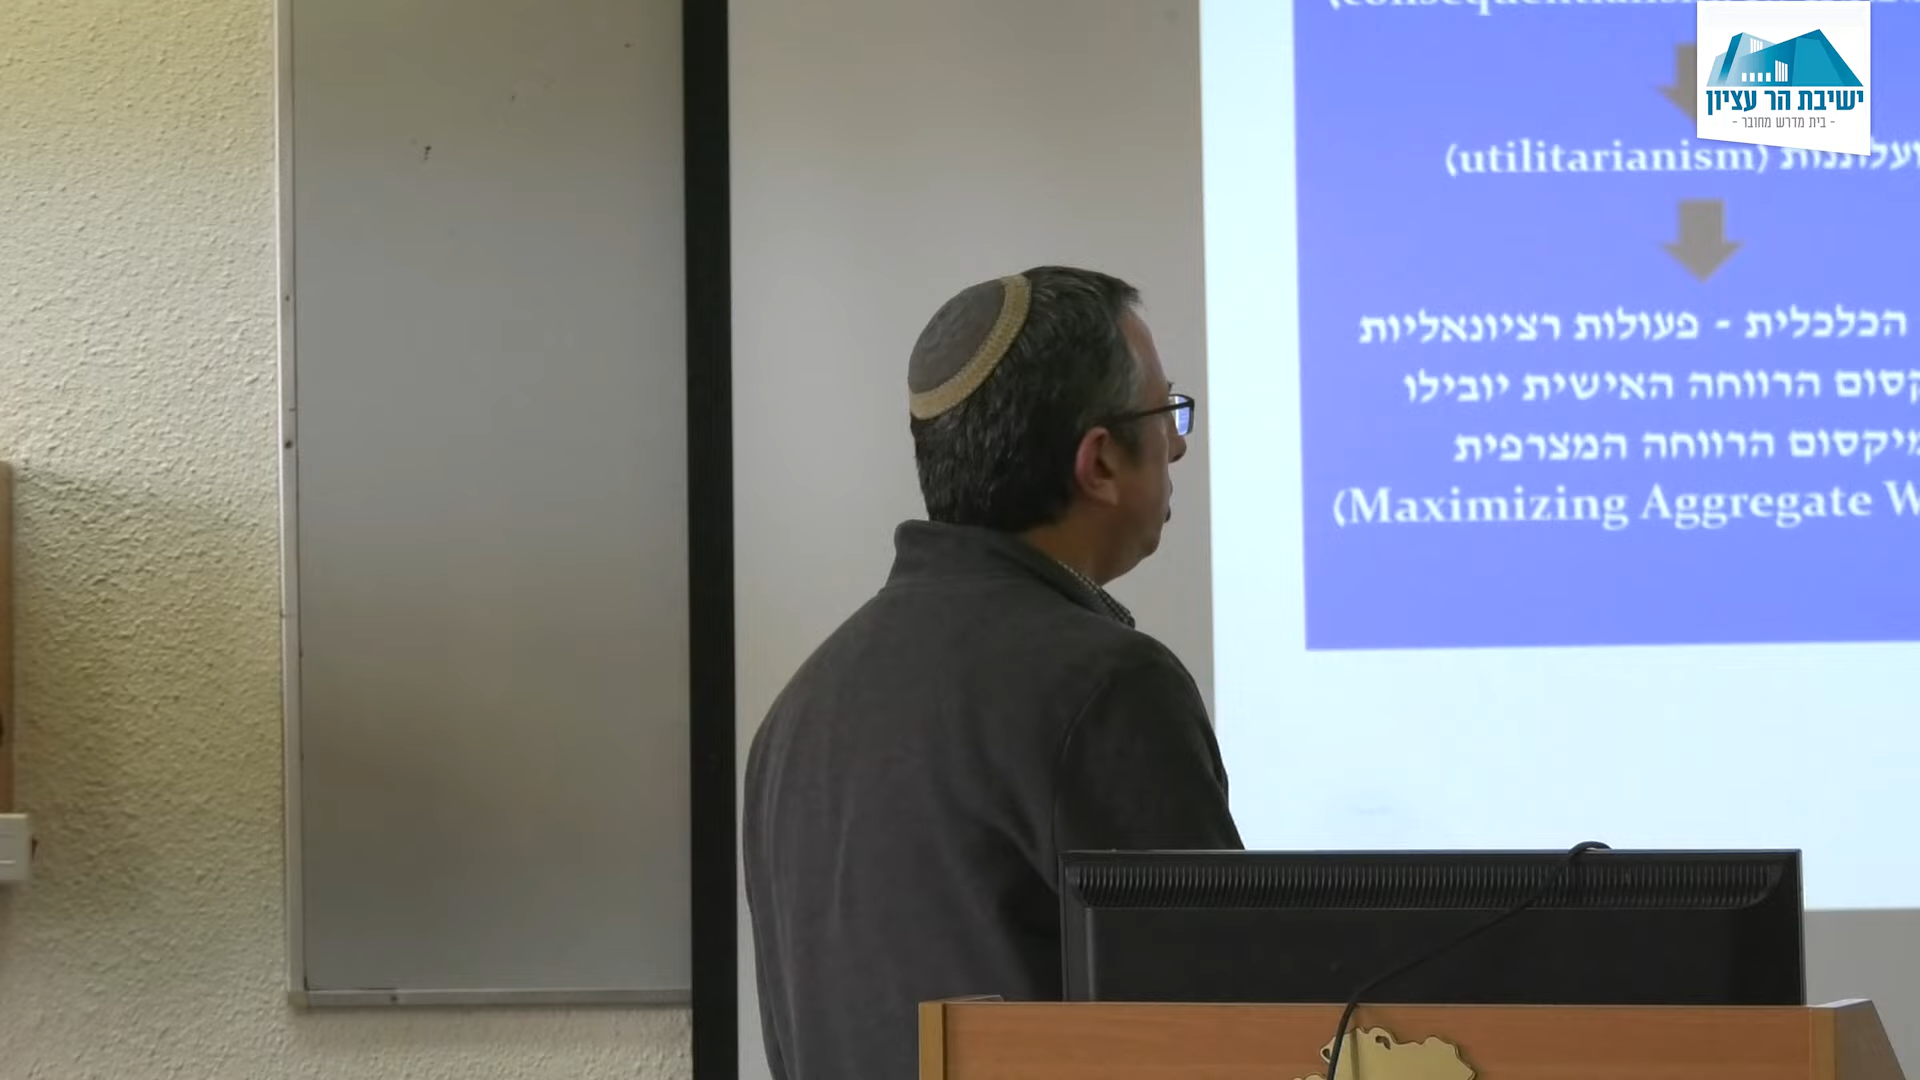 (consequentialism
ישיבת הר עציון
- בית מדרש מחובר -
(utilitarianism)
הכלכלית - פעולות רציונאליות
קסום הרווחה האישית יובילו
מיקסום הרווחה המצרפית
(Maximizing Aggregate W